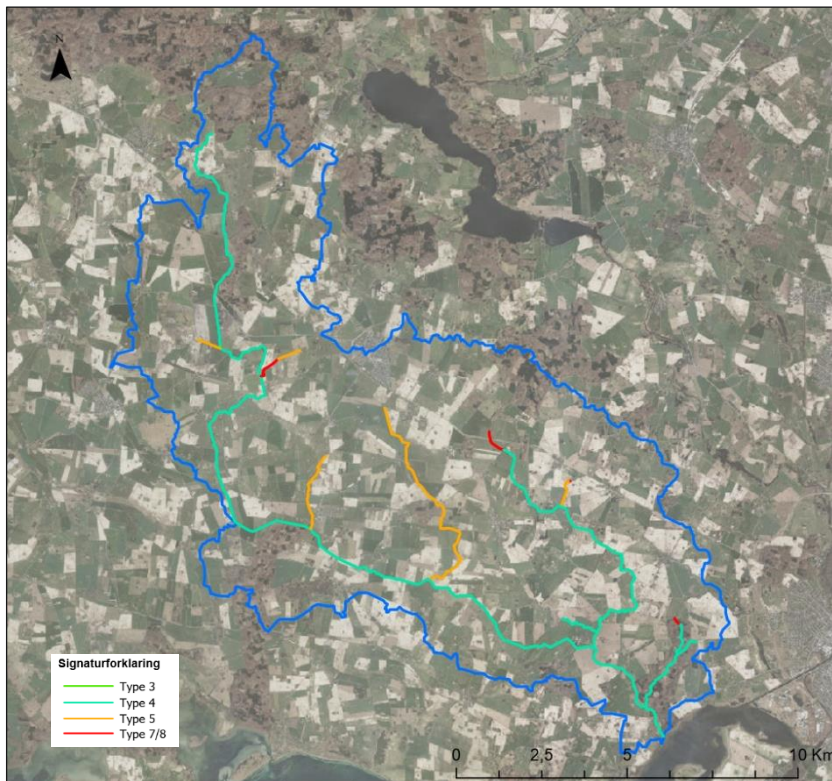 N
Signaturforklaring
Type 3
Type 4
Type 5
Type 7/8
0 2,5 5 10 Km